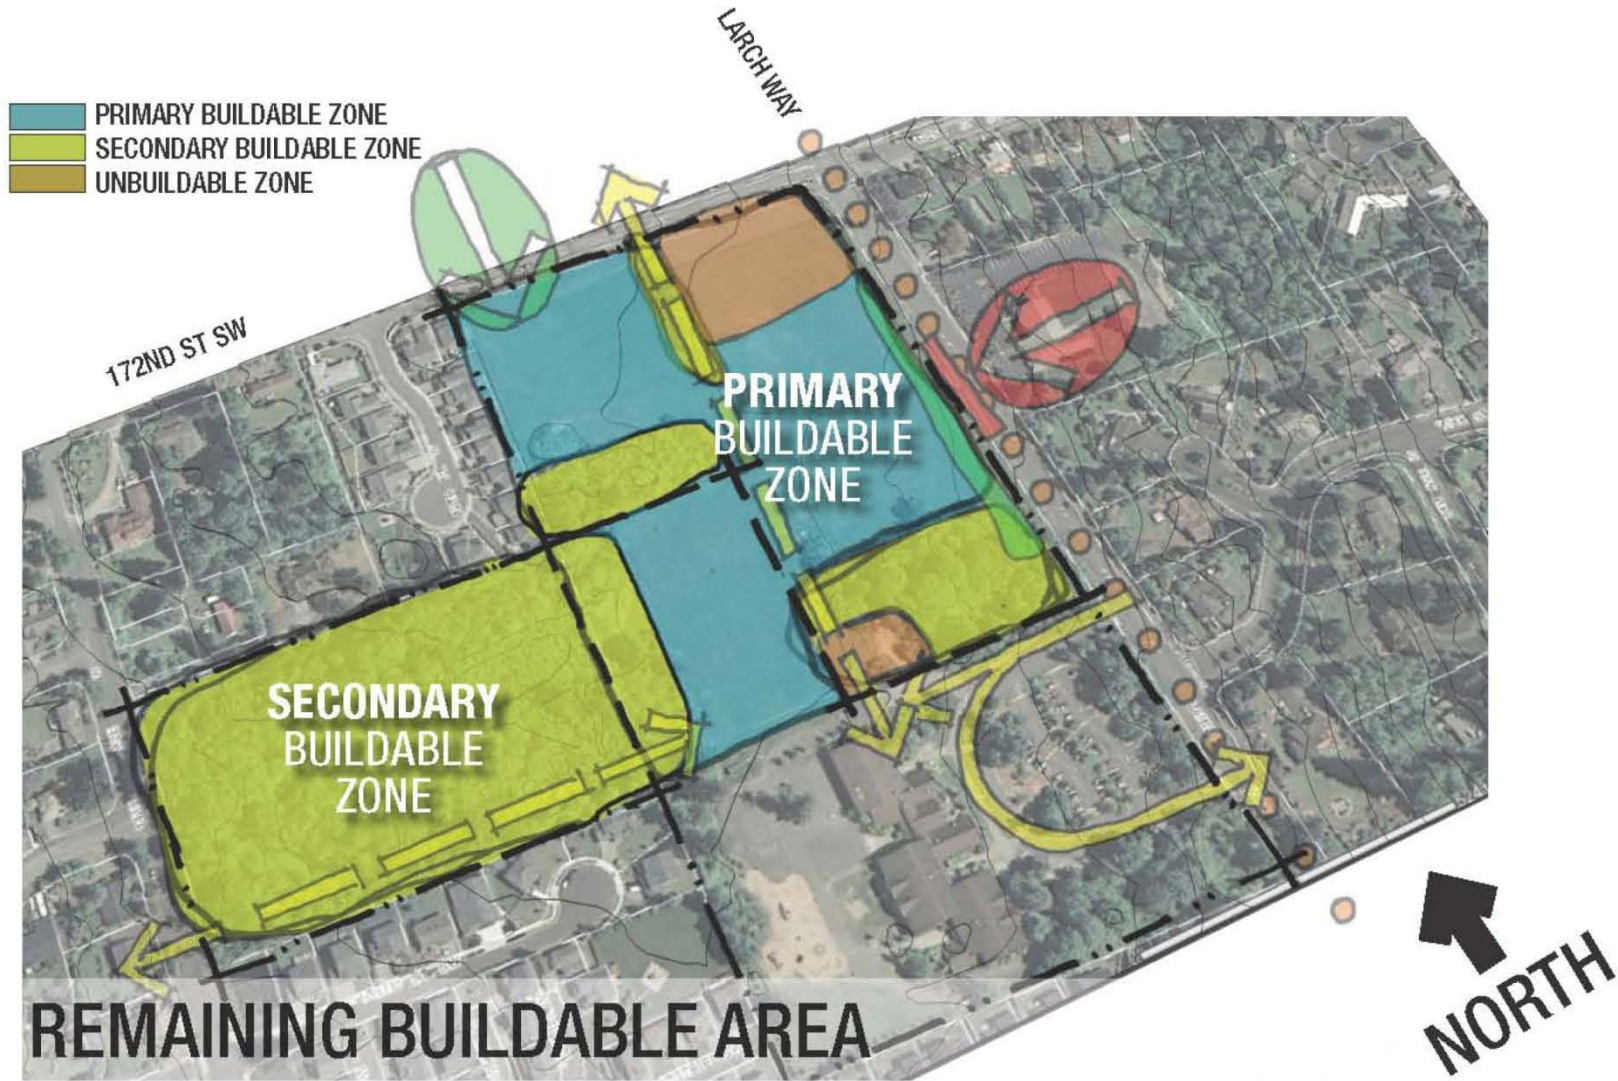 LARCH WAY
PRIMARY BUILDABLE ZONE
SECONDARY BUILDABLE ZONE
UNBUILDABLE ZONE
172ND ST SW
PRIMARY
BUILDABLE
ZONE
SECONDARY
BUILDABLE
ZONE
REMAINING BUILDABLE AREA
NORTH